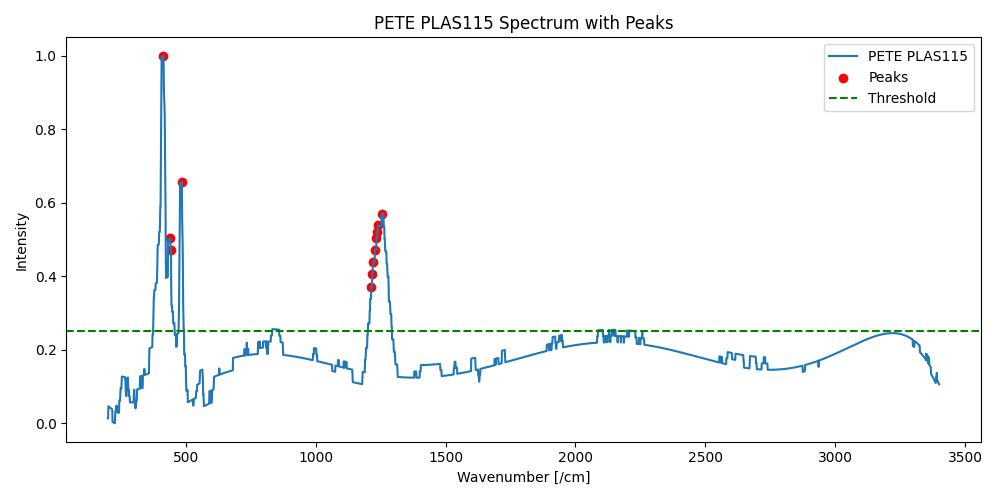 PETE PLAS115 Spectrum with Peaks
PETE PLAS115
Peaks
Threshold
Intensity
1.0
0.8
0.6
0.4
0.2
0.0
500 1000 1500 2000 2500 3000 3500
Wavenumber [/cm]